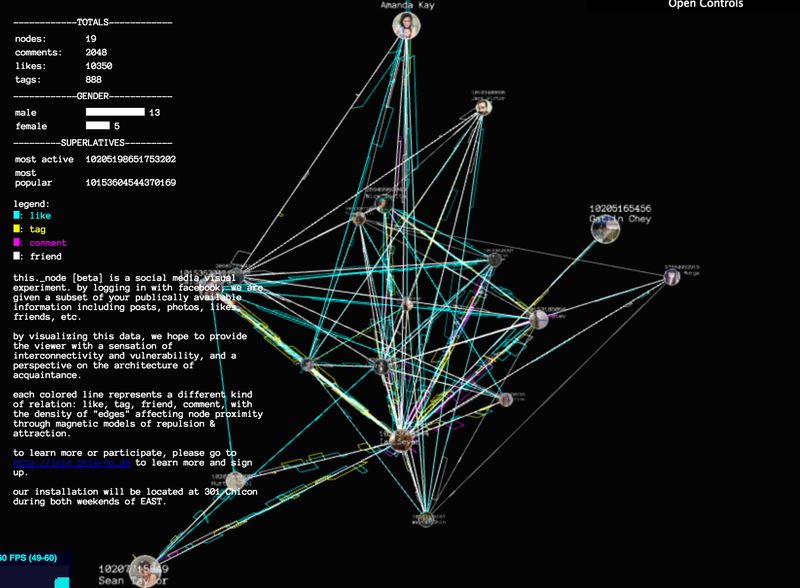 Open Controls
Amanda Kay
------------TOTALS------------
nodes: 19
comments: 2048
likes: 10350
tags: 888
------------GENDER------------
male 13
female 5
---------SUPERLATIVES---------
most active 10205198651753202
most
popular 10153604544370169
legend:
: like
: tag
: comment
: friend
this._node [beta] is a social media visual
experiment. by logging in with facebook, we are
given a subset of your publically available
information including posts, photos, likes,
friends, etc.
by visualizing this data, we hope to provide
the viewer with a sensation of
interconnectivity and vulnerability, and a
perspective on the architecture of
acquaintance.
each colored line represents a different kind
of relation: like, tag, friend, comment, with
the density of "edges" affecting node proximity
through magnetic models of repulsion &
attraction.
to learn more or participate, please go to
to learn more and sign
up.
our installation will be located at 301 Chicon
during both weekends of EAST.
10205165456
Chey
60 FPS (49-60)
Sean Taylor